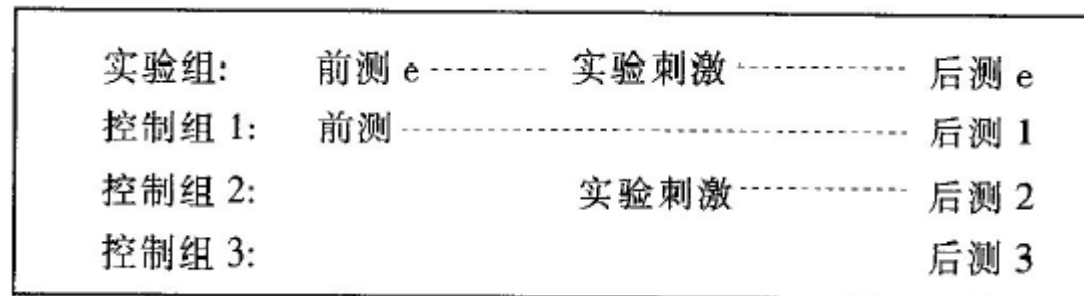 实验组: 前测 e -------- 实验刺激 ------------ 后测 e
控制组 1: 前测 ------------------------------------ 后测 1
控制组 2: 实验刺激 ------------ 后测 2
控制组 3: 后测 3